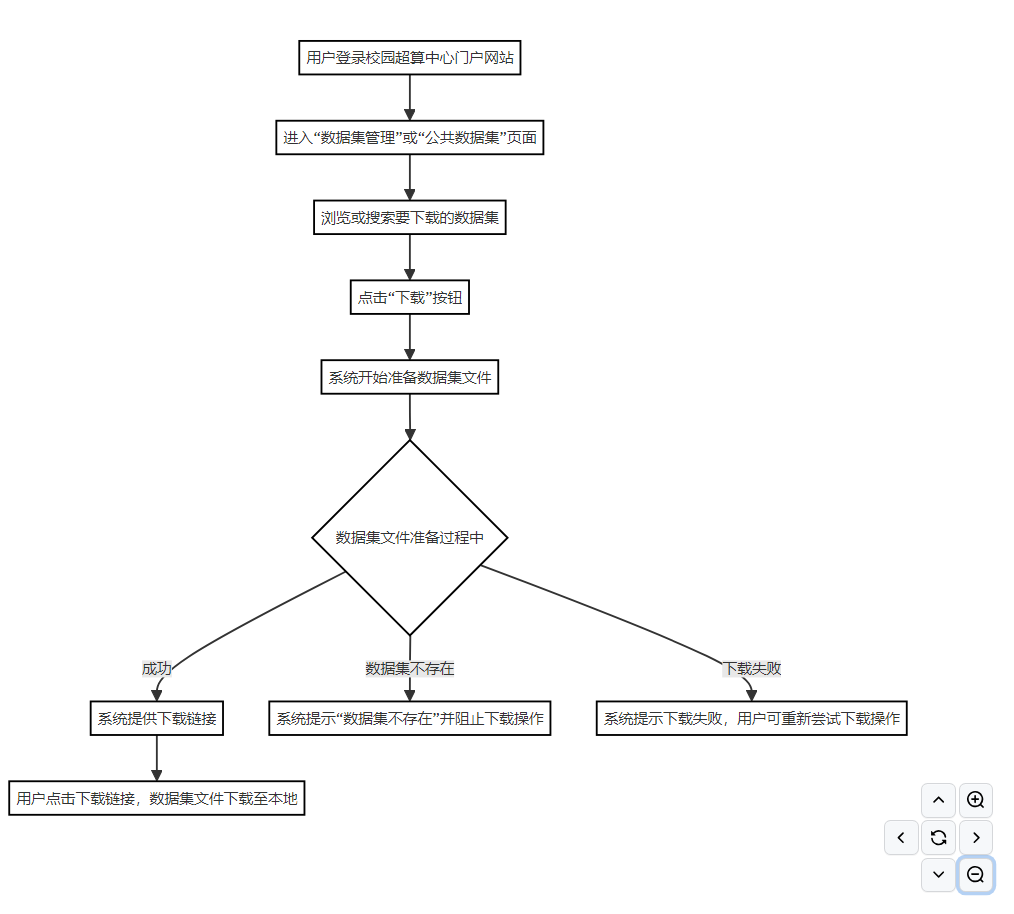 用户登录校园超算中心门户网站
进入“数据集管理”或“公共数据集”页面
浏览或搜索要下载的数据集
点击“下载”按钮
系统开始准备数据集文件
数据集文件准备过程中
成功
数据集不存在
下载失败
系统提供下载链接
系统提示“数据集不存在”并阻止下载操作
系统提示下载失败，用户可重新尝试下载操作
用户点击下载链接，数据集文件下载至本地